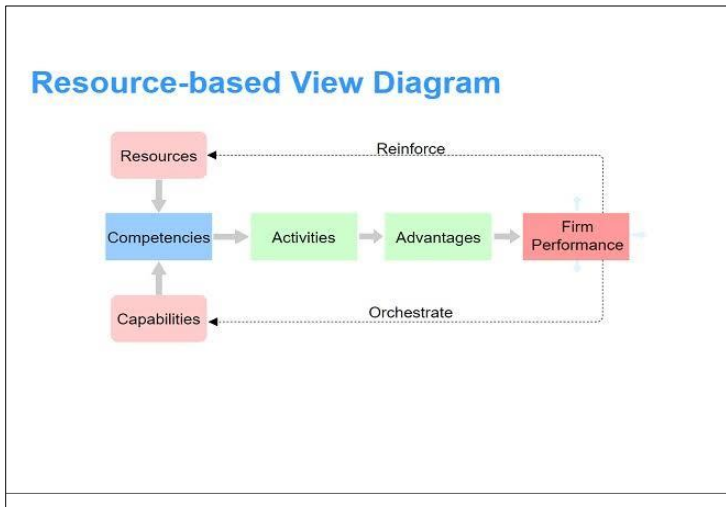 Resource-based View Diagram
Resources
Reinforce
Competencies
Activities
Advantages
Firm
Performance
Capabilities
Orchestrate